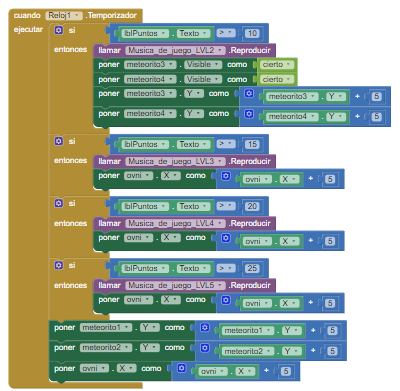 cuando Reloj1 .Temporizador
ejecutar si lblPuntos . Texto > 10
entonces llamar Musica_de_juego_LVL2 .Reproducir
poner meteorito3 . Visible como cierto
poner meteorito4 . Visible como cierto
poner meteorito3 . Y como meteorito3 . Y + 5
poner meteorito4 . Y como meteorito4 . Y + 5
si lblPuntos . Texto > 15
entonces llamar Musica_de_juego_LVL3 .Reproducir
poner ovni . X como ovni . X + 5
si lblPuntos . Texto > 20
entonces llamar Musica_de_juego_LVL4 .Reproducir
poner ovni . X como ovni . X + 5
si lblPuntos . Texto > 25
entonces llamar Musica_de_juego_LVL5 .Reproducir
poner ovni . X como ovni . X + 5
poner meteorito1 . Y como meteorito1 . Y + 5
poner meteorito2 . Y como meteorito2 . Y + 5
poner ovni . X como ovni . X + 5